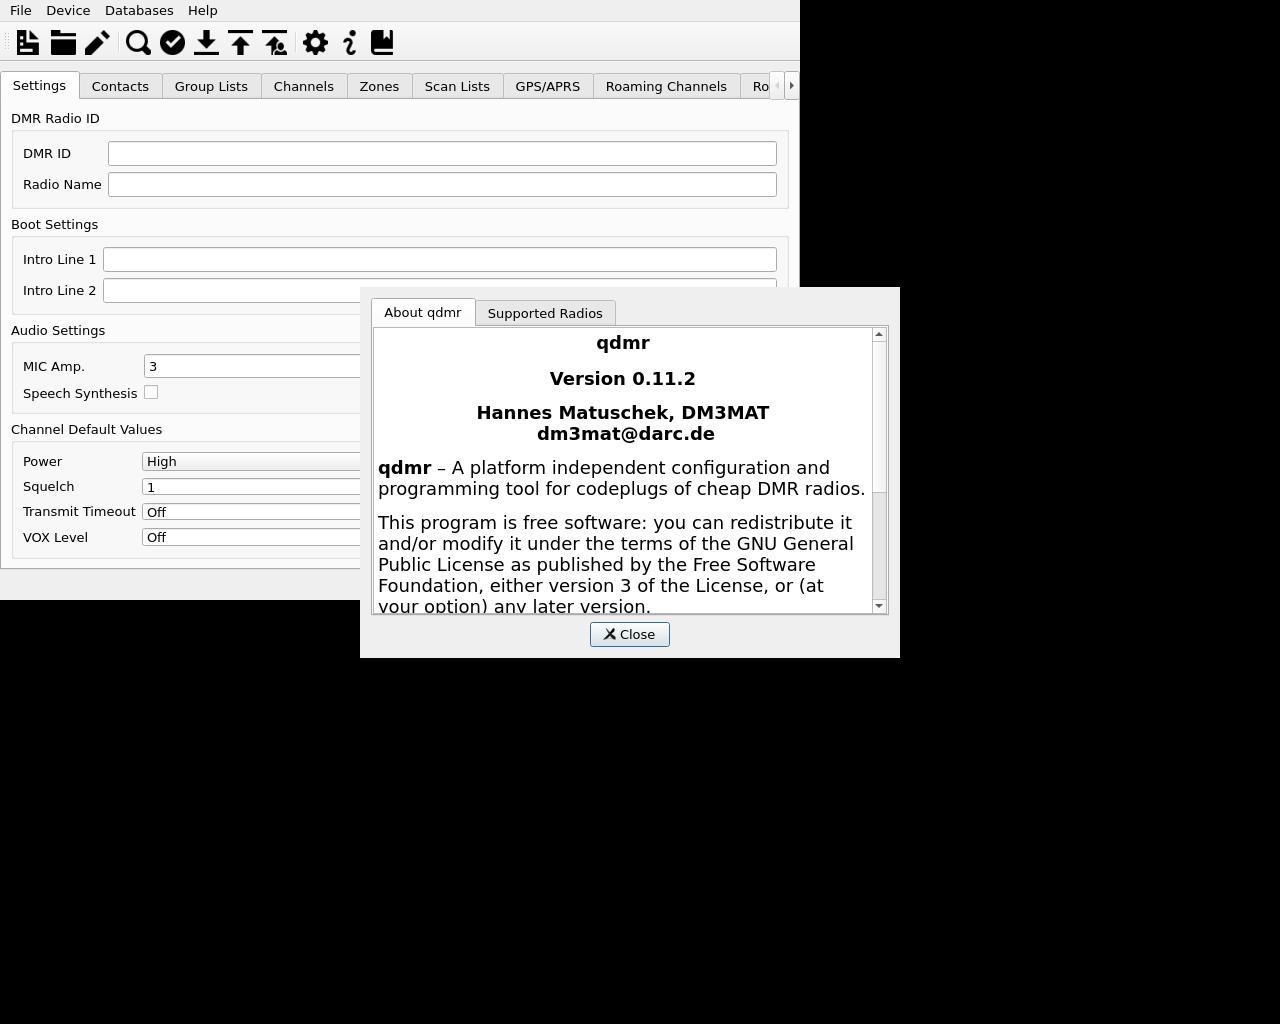 File Device Databases Help
Settings Contacts Group Lists Channels Zones Scan Lists GPS/APRS Roaming Channels Ro
DMR Radio ID
DMR ID
Radio Name
Boot Settings
Intro Line 1
Intro Line 2
Audio Settings
MIC Amp. 3
Speech Synthesis
Channel Default Values
Power High
Squelch 1
Transmit Timeout Off
VOX Level Off
About qdmr Supported Radios
qdmr
Version 0.11.2
Hannes Matuschek, DM3MAT
dm3mat@darc.de
qdmr – A platform independent configuration and
programming tool for codeplugs of cheap DMR radios.
This program is free software: you can redistribute it
and/or modify it under the terms of the GNU General
Public License as published by the Free Software
Foundation, either version 3 of the License, or (at
your option) any later version.
Close